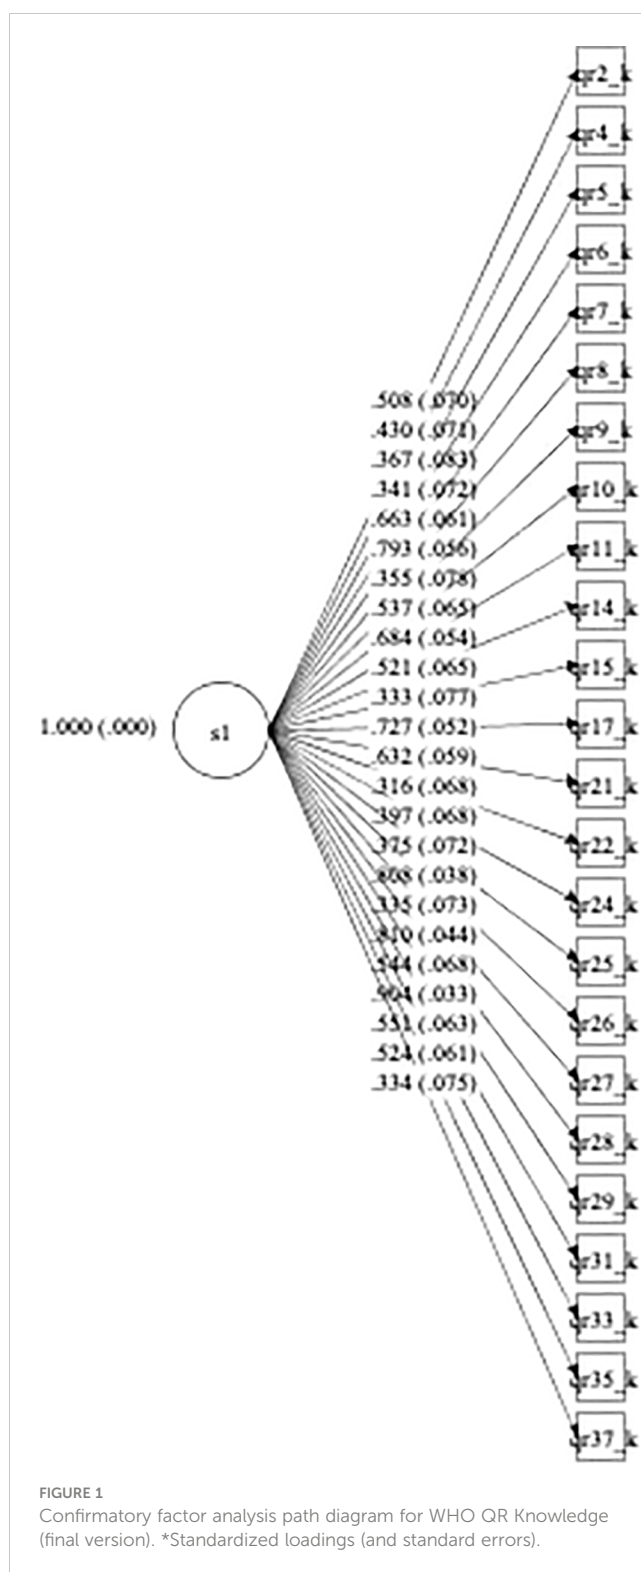 qr2_k
qr4_k
qr5_k
qr6_k
qr7_k
qr8_k
qr9_k
qr10_k
qr11_k
qr14_k
qr15_k
qr17_k
qr21_k
qr22_k
qr24_k
qr25_k
qr26_k
qr27_k
qr28_k
qr29_k
qr31_k
qr33_k
qr35_k
qr37_k
.508 (.070)
.430 (.071)
.367 (.083)
.341 (.072)
.663 (.061)
.793 (.056)
.355 (.078)
.537 (.065)
.684 (.054)
.521 (.065)
.333 (.077)
.727 (.052)
.632 (.059)
.316 (.068)
.397 (.068)
.375 (.072)
.808 (.038)
.335 (.073)
.810 (.044)
.544 (.068)
.904 (.033)
.551 (.063)
.524 (.061)
.334 (.075)
1.000 (.000)
s1
FIGURE 1
Confirmatory factor analysis path diagram for WHO QR Knowledge
(final version). *Standardized loadings (and standard errors).